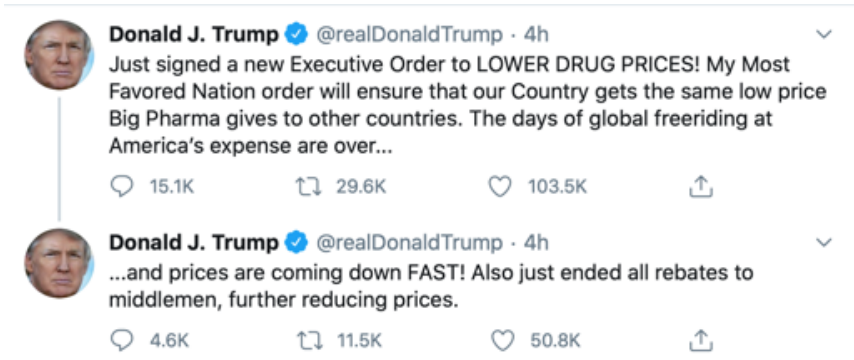 Donald J. Trump @realDonaldTrump · 4h
Just signed a new Executive Order to LOWER DRUG PRICES! My Most
Favored Nation order will ensure that our Country gets the same low price
Big Pharma gives to other countries. The days of global freeriding at
America's expense are over...
15.1K 29.6K 103.5K
Donald J. Trump @realDonaldTrump · 4h
...and prices are coming down FAST! Also just ended all rebates to
middlemen, further reducing prices.
4.6K 11.5K 50.8K